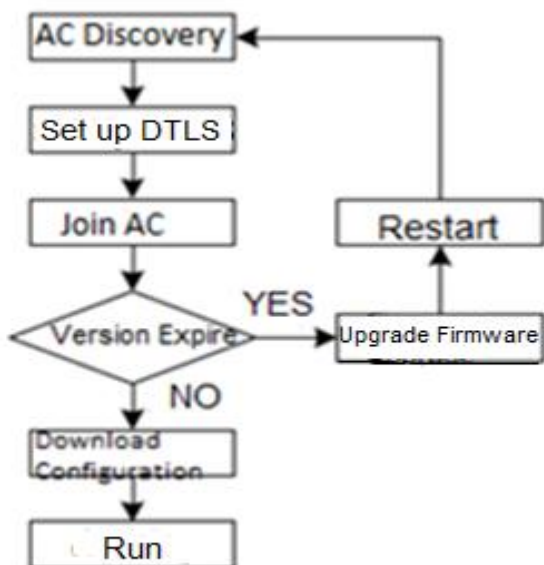 AC Discovery
Set up DTLS
Join AC
Restart
YES
Version Expire
Upgrade Firmware
NO
Download
Configuration
Run